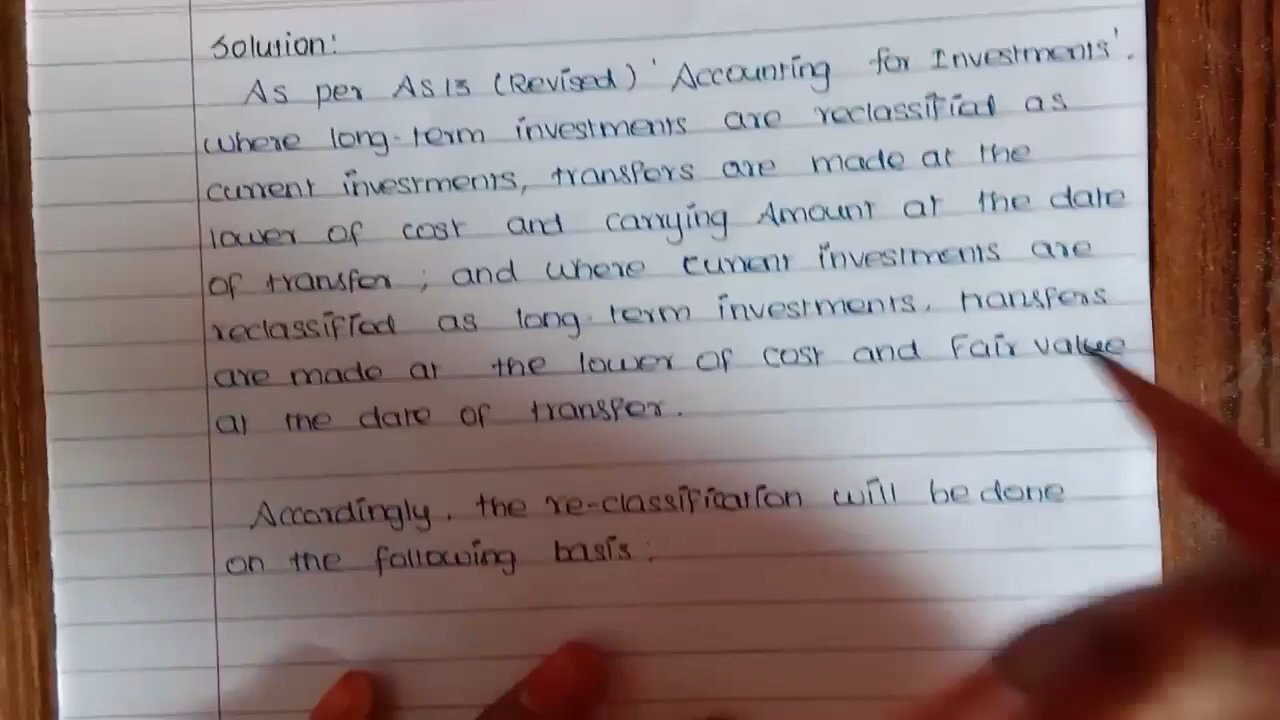 Solution:
As per AS 13 (Revised) 'Accounting for Investments'.
where long-term investments are reclassified as
current investments, transfers are made at the
lower of cost and carrying Amount at the date
of transfer; and where current investments are
reclassified as long term investments, transfers
are made at the lower of cost and Fair value
at the date of transfer.
Accordingly, the re-classification will be done
on the following basis: